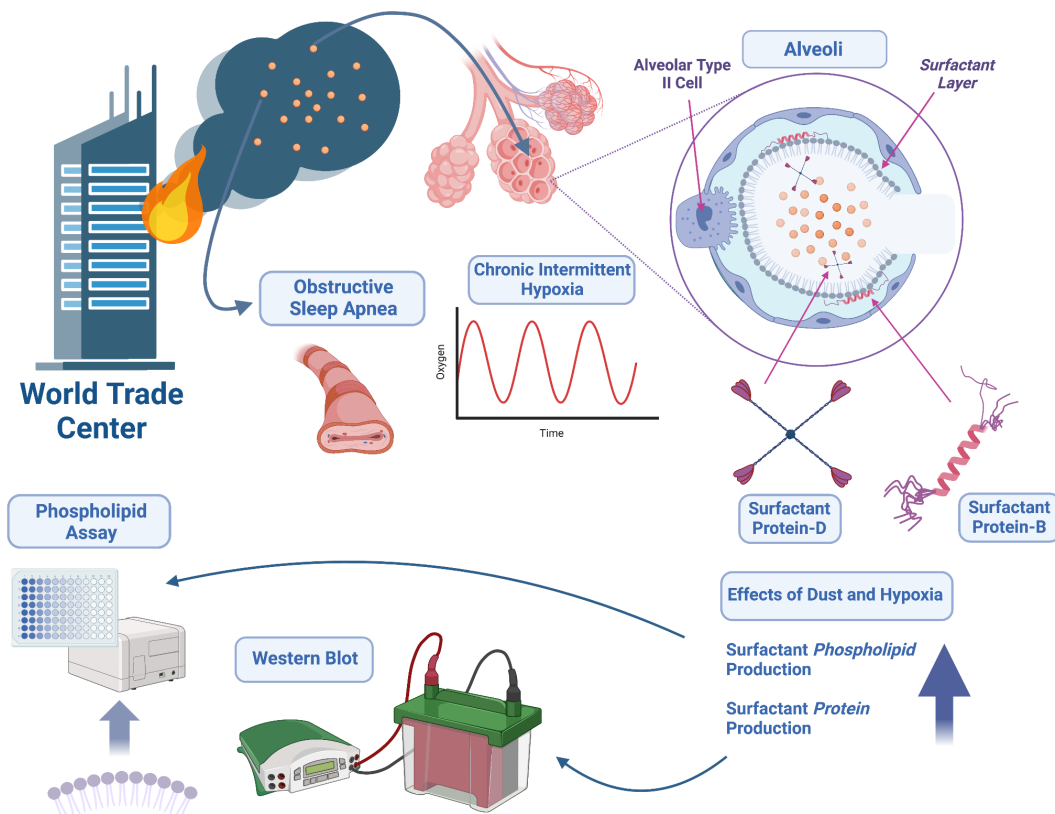 Alveoli
Alveolar Type
II Cell
Surfactant
Layer
World Trade
Center
Obstructive
Sleep Apnea
Chronic Intermittent
Hypoxia
Oxygen
Time
Surfactant
Protein-D
Surfactant
Protein-B
Phospholipid
Assay
Western Blot
Effects of Dust and Hypoxia
Surfactant Phospholipid
Production
Surfactant Protein
Production